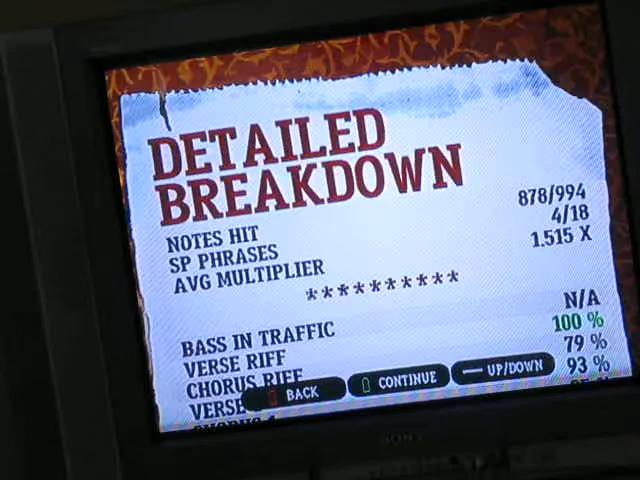 DETAILED
BREAKDOWN
NOTES HIT 878/994
SP PHRASES 4/18
AVG MULTIPLIER 1.515 X
**********
BASS IN TRAFFIC N/A
VERSE RIFF 100 %
CHORUS RIFF 79 %
VERSE 93 %
BACK CONTINUE UP/DOWN
SONY